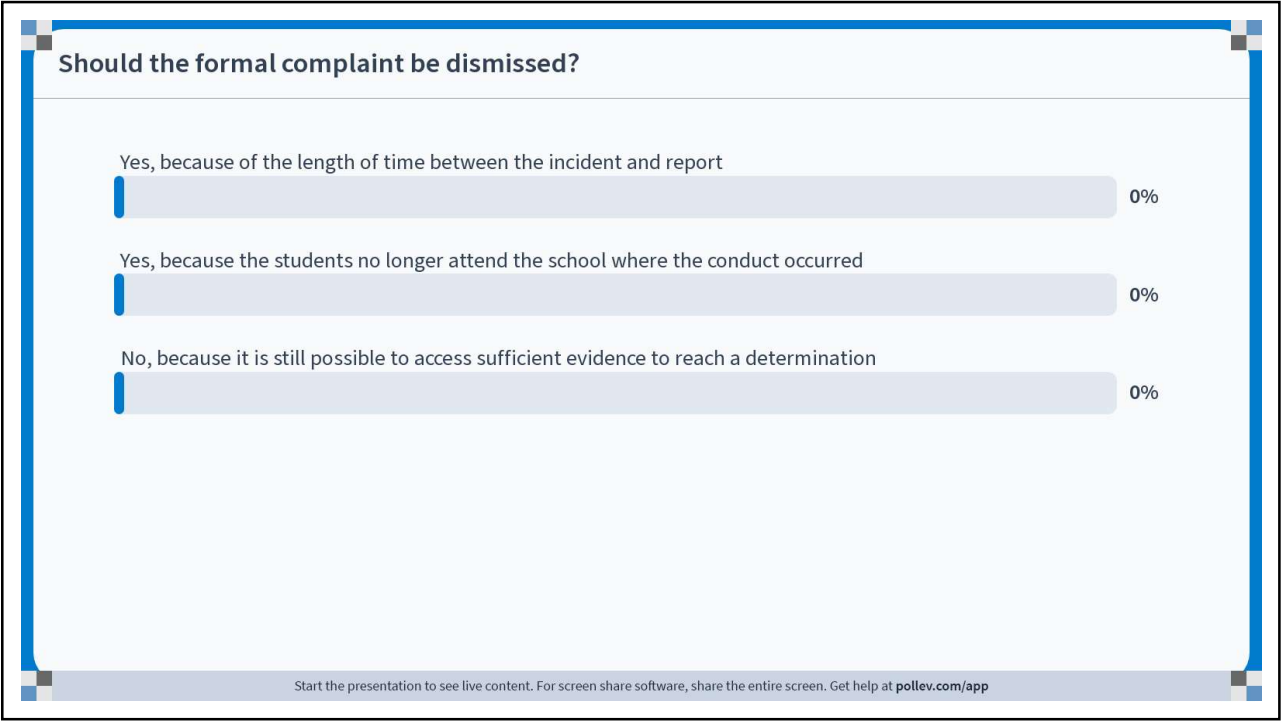 Should the formal complaint be dismissed?
Yes, because of the length of time between the incident and report
0%
Yes, because the students no longer attend the school where the conduct occurred
0%
No, because it is still possible to access sufficient evidence to reach a determination
0%
Start the presentation to see live content. For screen share software, share the entire screen. Get help at pollev.com/app